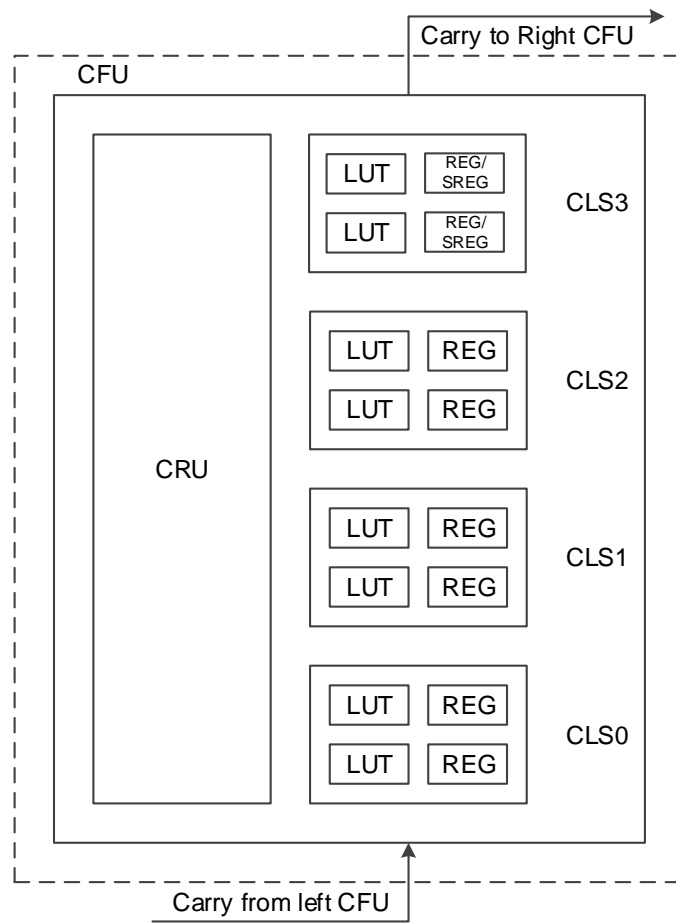 Carry to Right CFU
CFU
LUT
REG/
SREG
LUT
REG/
SREG
CLS3
LUT
REG
LUT
REG
CLS2
CRU
LUT
REG
LUT
REG
CLS1
LUT
REG
LUT
REG
CLS0
Carry from left CFU